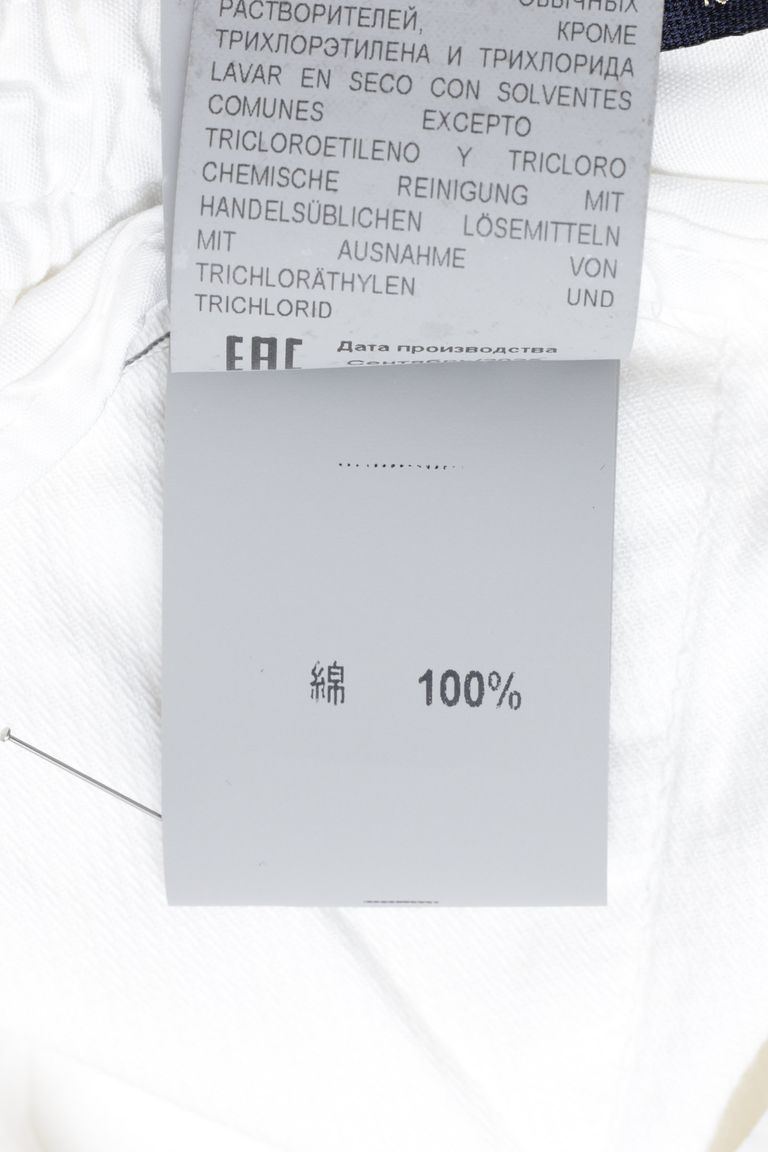 ОБЫЧНЫХ
РАСТВОРИТЕЛЕЙ, КРОМЕ
ТРИХЛОРЭТИЛЕНА И ТРИХЛОРИДА
LAVAR EN SECO CON SOLVENTES
COMUNES EXCEPTO
TRICLOROETILENO Y TRICLORO
CHEMISCHE REINIGUNG MIT
HANDELSÜBLICHEN LÖSEMITTELN
MIT AUSNAHME VON
TRICHLORÄTHYLEN UND
TRICHLORID
EAC Дата производства
綿 100%